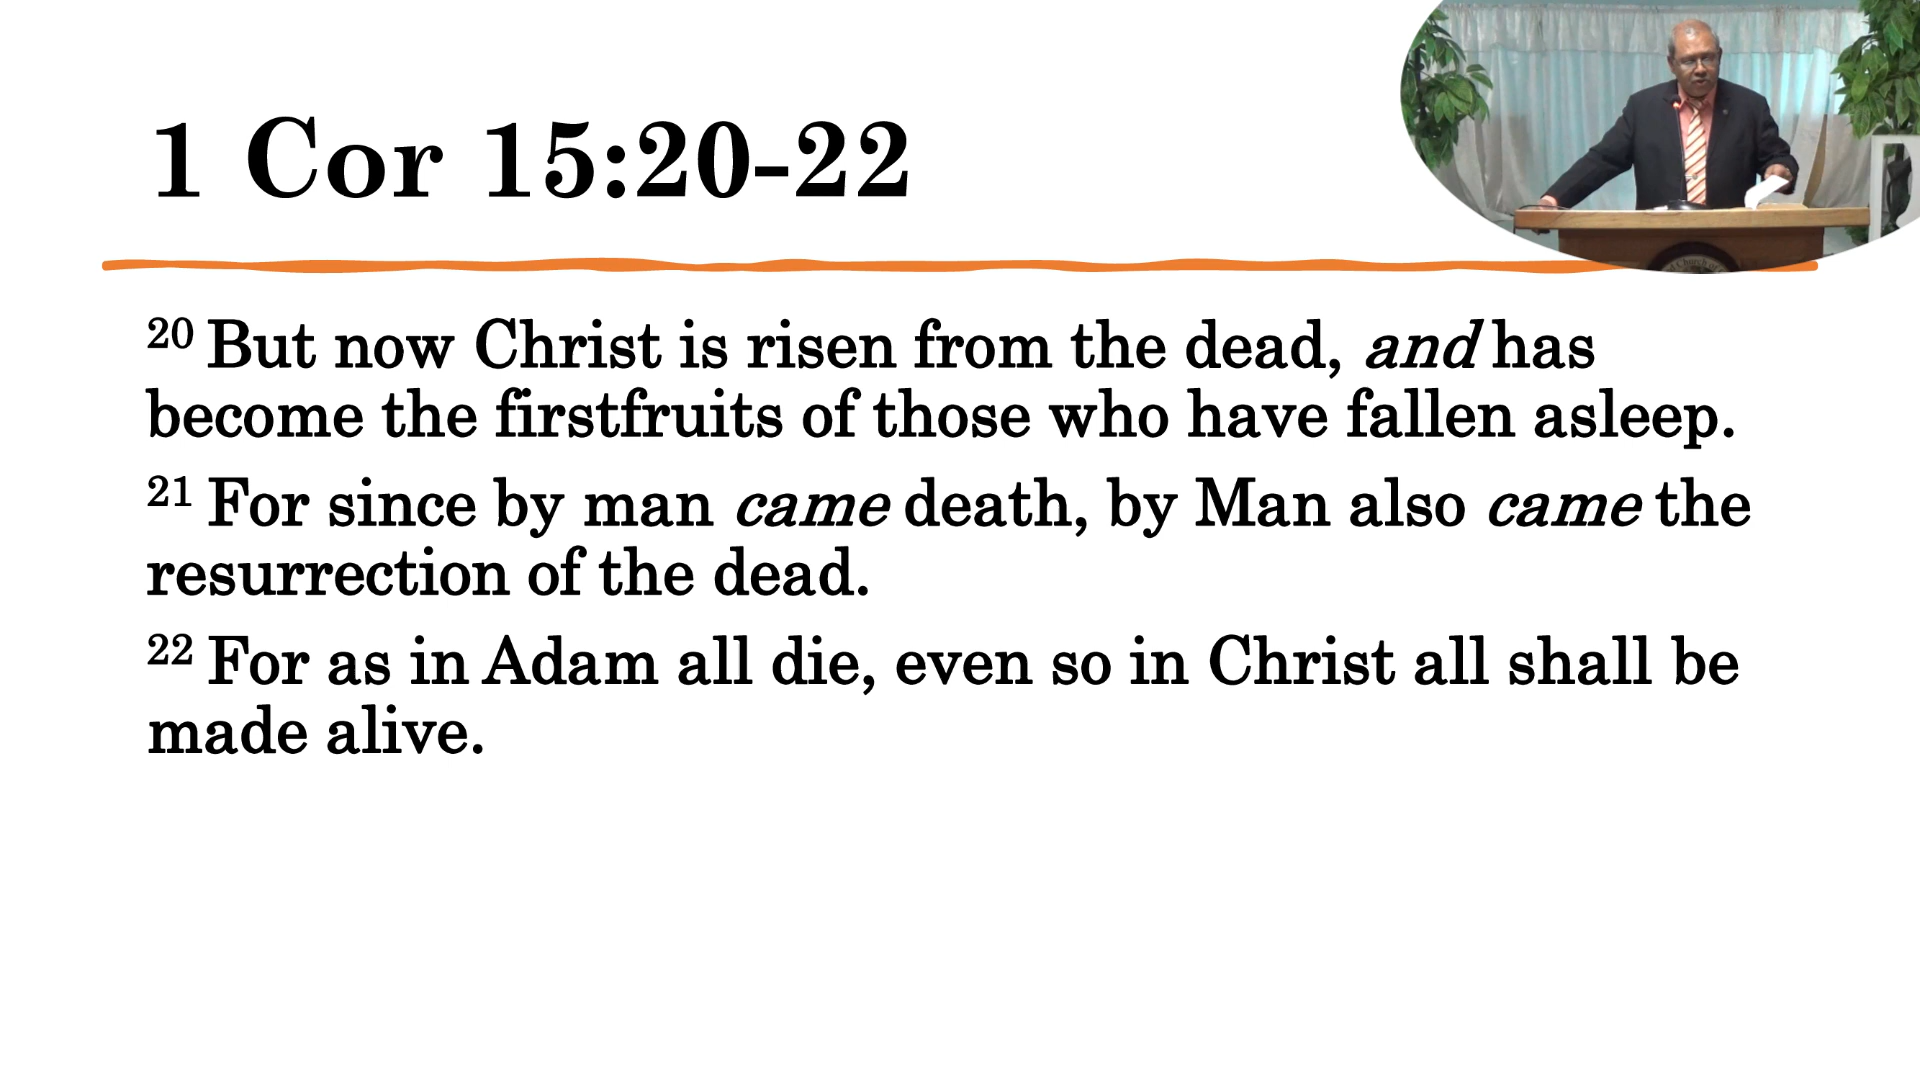 1 Cor 15:20-22
20 But now Christ is risen from the dead, and has
become the firstfruits of those who have fallen asleep.
21 For since by man came death, by Man also came the
resurrection of the dead.
22 For as in Adam all die, even so in Christ all shall be
made alive.
Church of